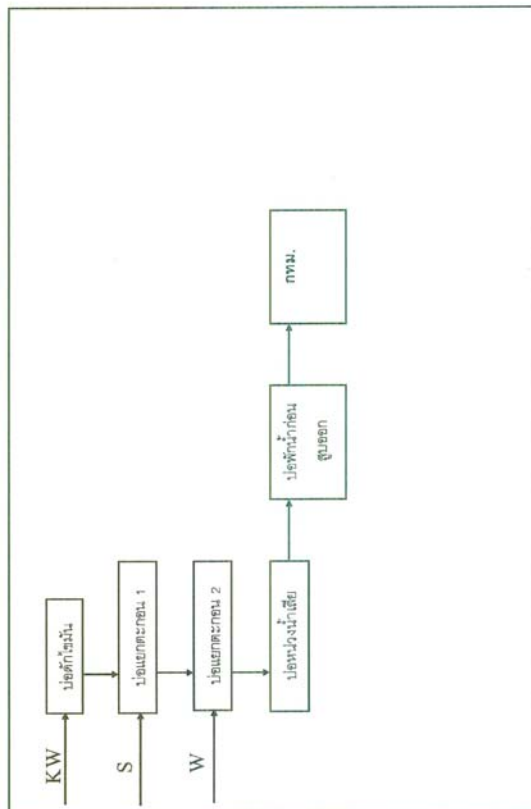 KW
บ่อดักไขมัน
S
บ่อแยกตะกอน 1
W
บ่อแยกตะกอน 2
บ่อหน่วงน้ำเสีย
บ่อพักน้ำก่อน
สูบออก
กทม.